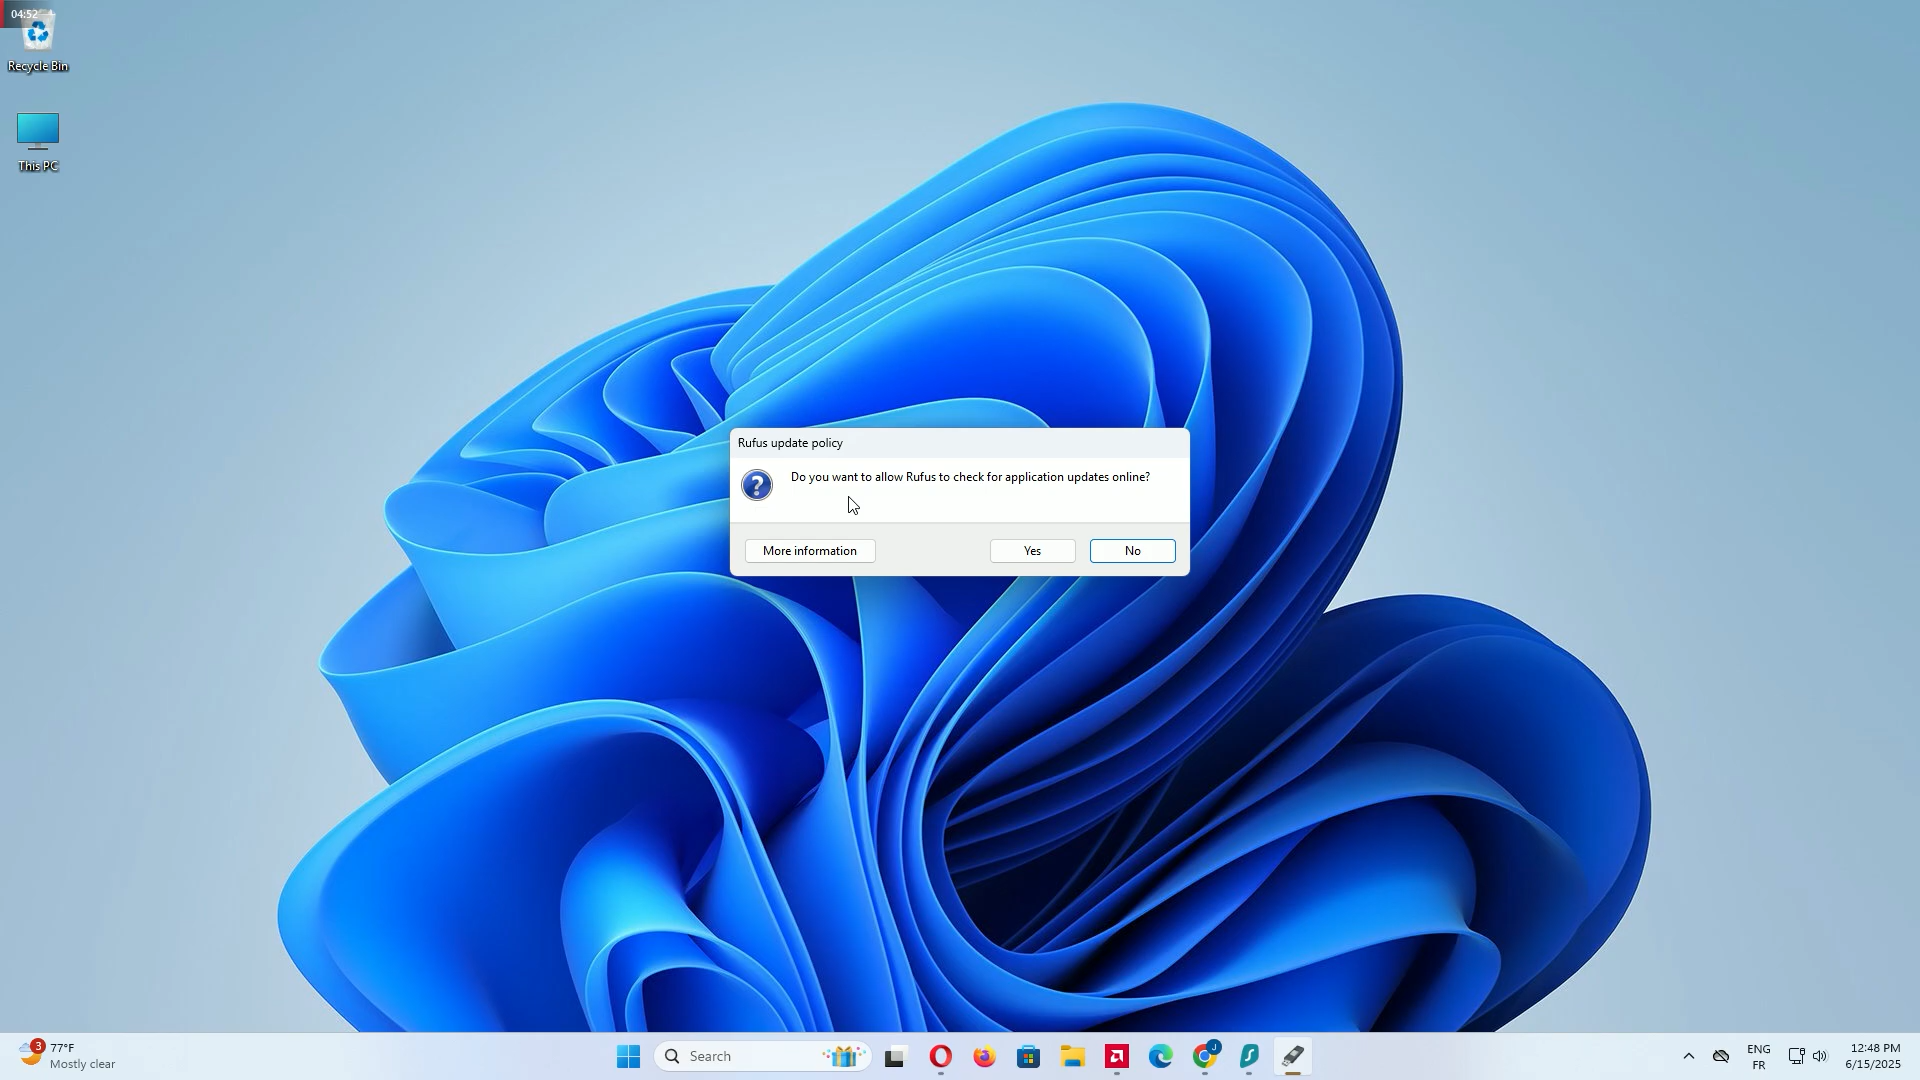 04:52
Recycle Bin
This PC
Rufus update policy
Do you want to allow Rufus to check for application updates online?
More information
Yes
No
3
77°F
Mostly clear
Search
J
ENG
FR
12:48 PM
6/15/2025